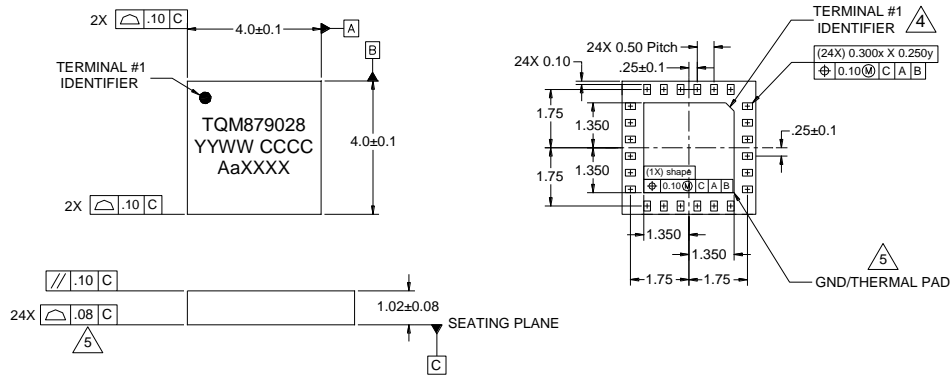 2X ⌓ .10 C
4.0±0.1
A
B
TERMINAL #1
IDENTIFIER
TQM879028
YYWW CCCC
AaXXXX
4.0±0.1
2X ⌓ .10 C
// .10 C
24X ⌓ .08 C
5
1.02±0.08
SEATING PLANE
C
TERMINAL #1
IDENTIFIER
4
24X 0.50 Pitch
24X 0.10
.25±0.1
(24X) 0.300x X 0.250y
⌖ 0.10Ⓜ C A B
1.75
1.350
.25±0.1
1.75
1.350
(1X) shape
⌖ 0.10Ⓜ C A B
1.350
1.350
1.75
1.75
5
GND/THERMAL PAD